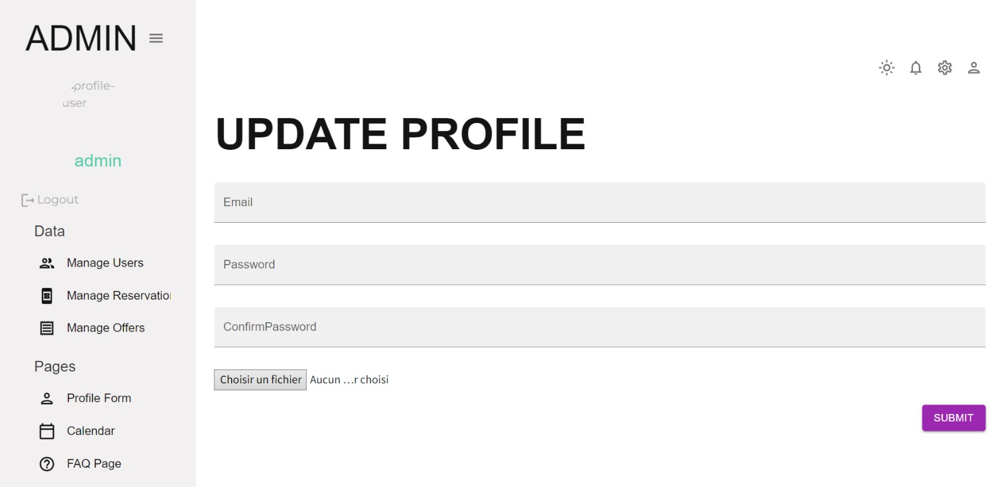 ADMIN
profile-
user
admin
Logout
Data
Manage Users
Manage Reservation
Manage Offers
Pages
Profile Form
Calendar
FAQ Page
UPDATE PROFILE
Email
Password
ConfirmPassword
Choisir un fichier Aucun ...r choisi
SUBMIT